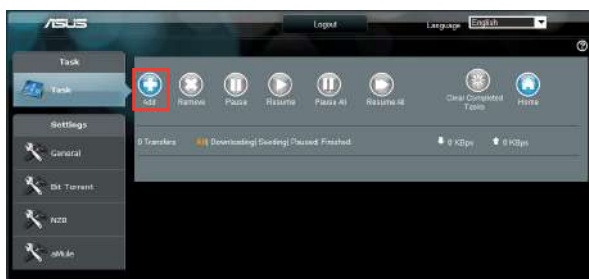 ASUS
Logout
Language English
Task
Task
Add Remove Pause Resume Pause All Resume All Clear Completed Tasks Home
Settings
0 Transfers All| Downloading| Seeding| Paused| Finished 0 KBps 0 KBps
General
Bit Torrent
NZB
aMule